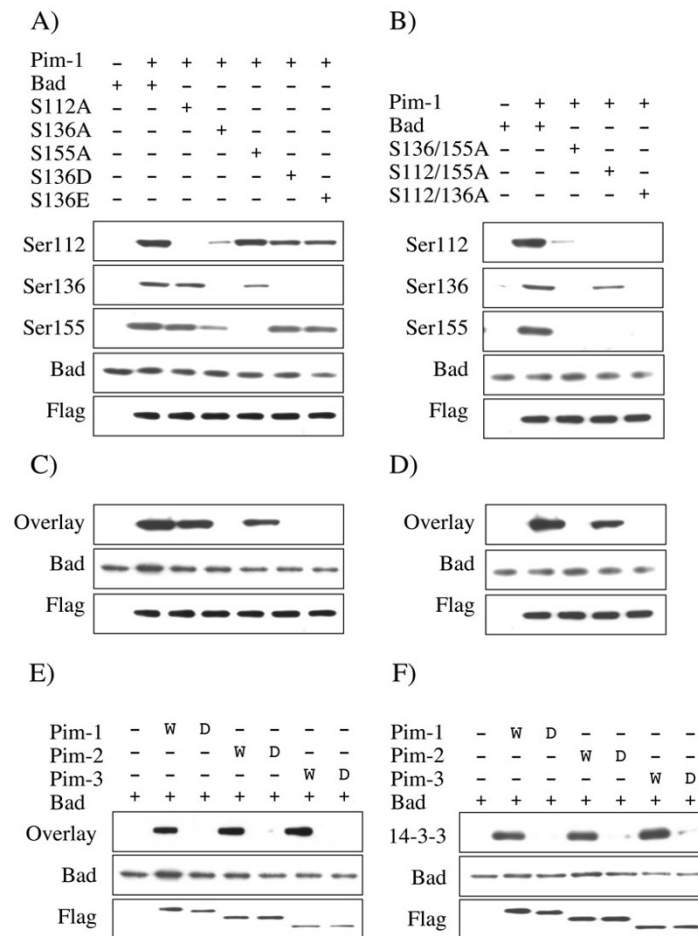 A)
Pim-1 – + + + + + +
Bad + + – – – – –
S112A – – + – – – –
S136A – – – + – – –
S155A – – – – + – –
S136D – – – – – + –
S136E – – – – – – +
Ser112
Ser136
Ser155
Bad
Flag
B)
Pim-1 – + + + +
Bad + + – – –
S136/155A – – + – –
S112/155A – – – + –
S112/136A – – – – +
Ser112
Ser136
Ser155
Bad
Flag
C)
Overlay
Bad
Flag
D)
Overlay
Bad
Flag
E)
Pim-1 – W D – – – –
Pim-2 – – – W D – –
Pim-3 – – – – – W D
Bad + + + + + + +
Overlay
Bad
Flag
F)
Pim-1 – W D – – – –
Pim-2 – – – W D – –
Pim-3 – – – – – W D
Bad + + + + + + +
14-3-3
Bad
Flag